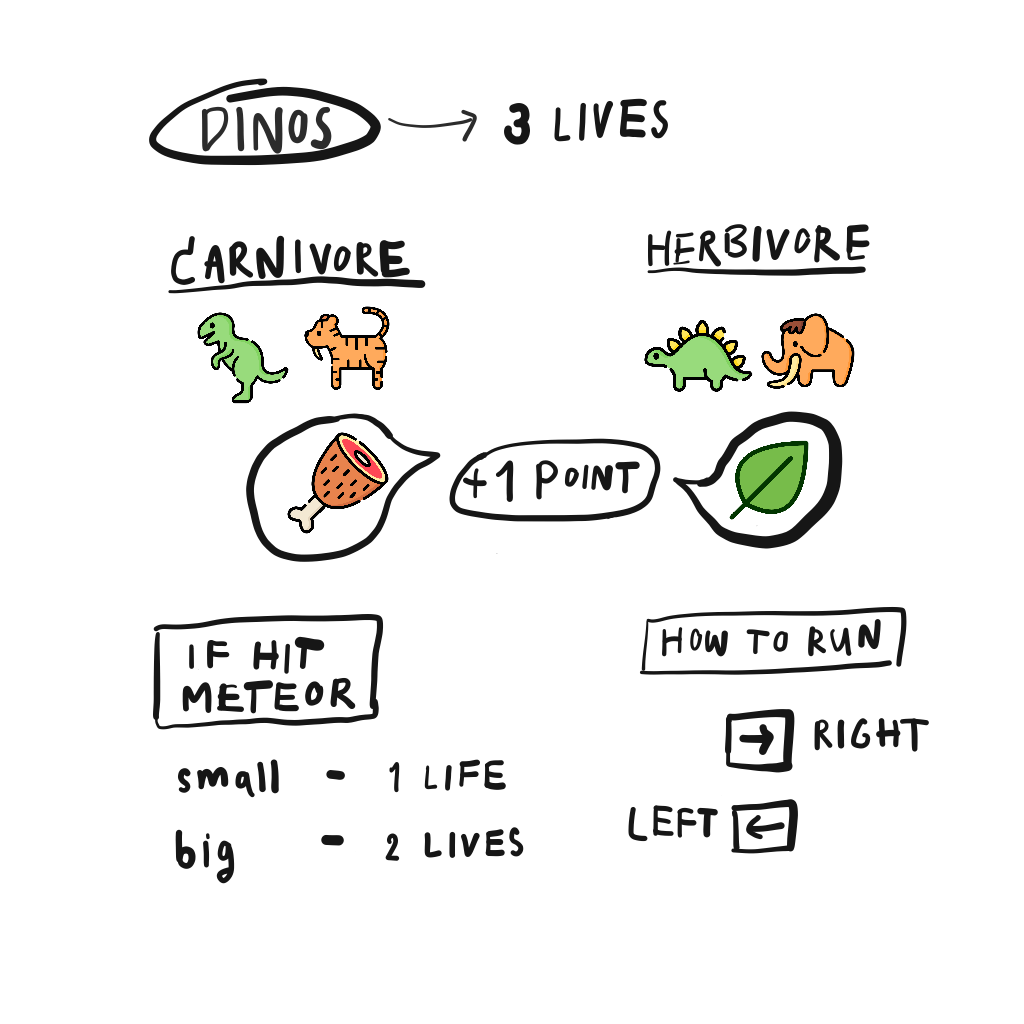 DINOS → 3 LIVES
CARNIVORE
HERBIVORE
+1 POINT
IF HIT
METEOR
small - 1 LIFE
big - 2 LIVES
HOW TO RUN
→ RIGHT
LEFT ←